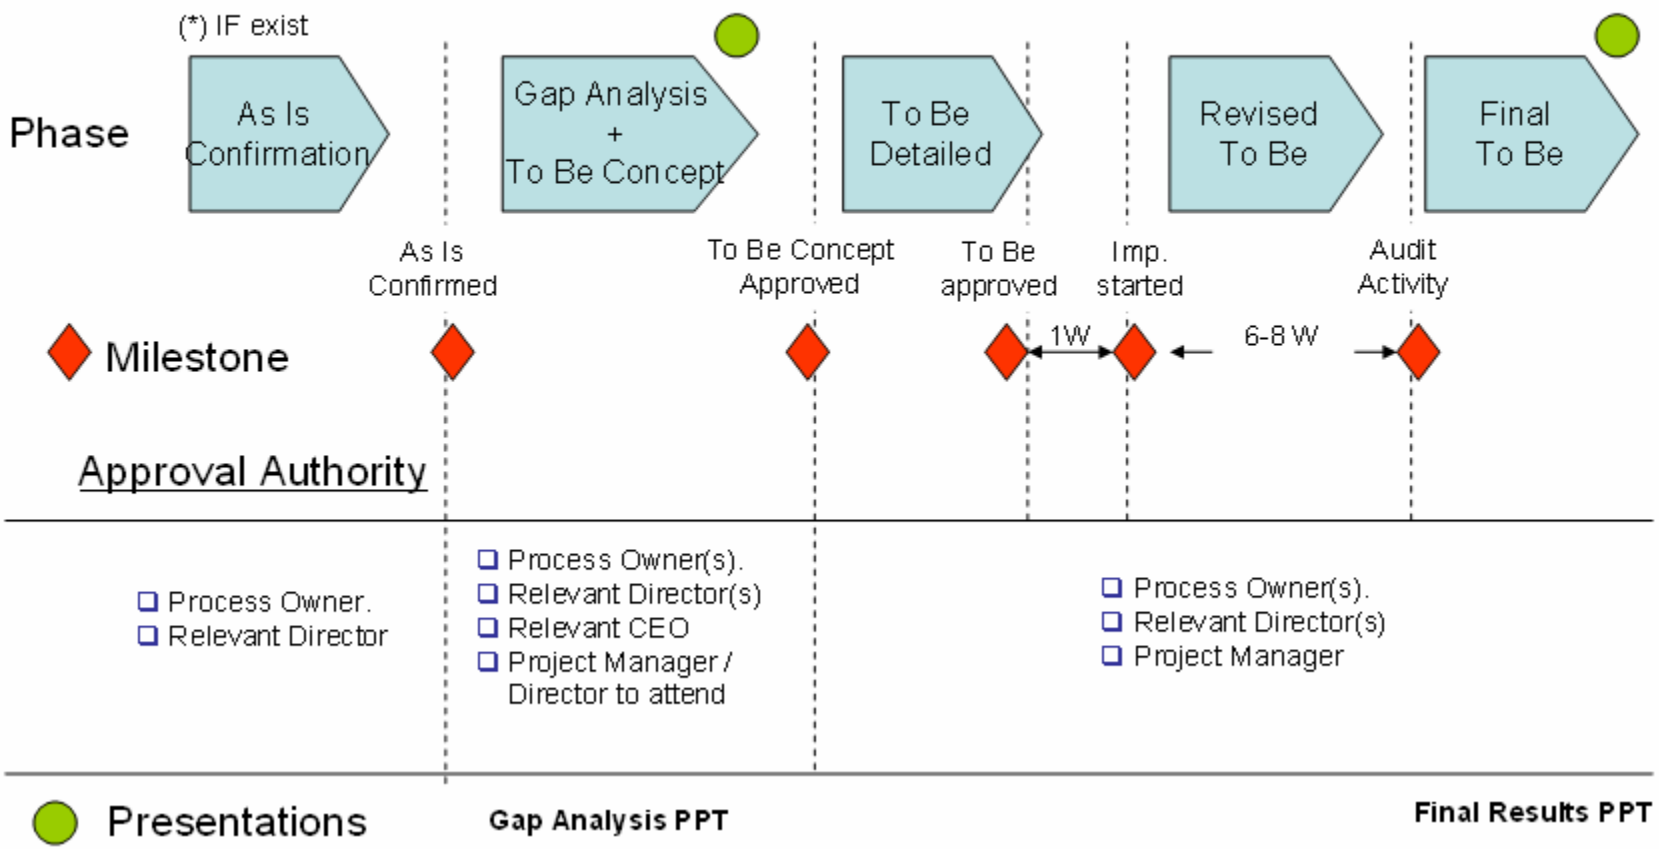 (*) IF exist
Phase
As Is
Confirmation
Gap Analysis
+
To Be Concept
To Be
Detailed
Revised
To Be
Final
To Be
As Is
Confirmed
To Be Concept
Approved
To Be
approved
Imp.
started
Audit
Activity
Milestone
1W
6-8 W
Approval Authority
Process Owner.
Relevant Director
Process Owner(s).
Relevant Director(s)
Relevant CEO
Project Manager /
Director to attend
Process Owner(s).
Relevant Director(s)
Project Manager
Presentations
Gap Analysis PPT
Final Results PPT